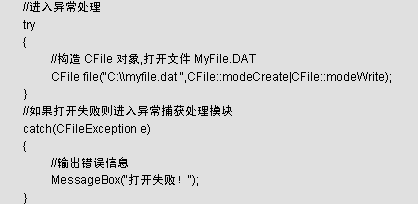 //进入异常处理
try
{
//构造 CFile 对象,打开文件 MyFile.DAT
CFile file("C:\\myfile.dat",CFile::modeCreate|CFile::modeWrite);
}
//如果打开失败则进入异常捕获处理模块
catch(CFileException e)
{
//输出错误信息
MessageBox("打开失败！");
}